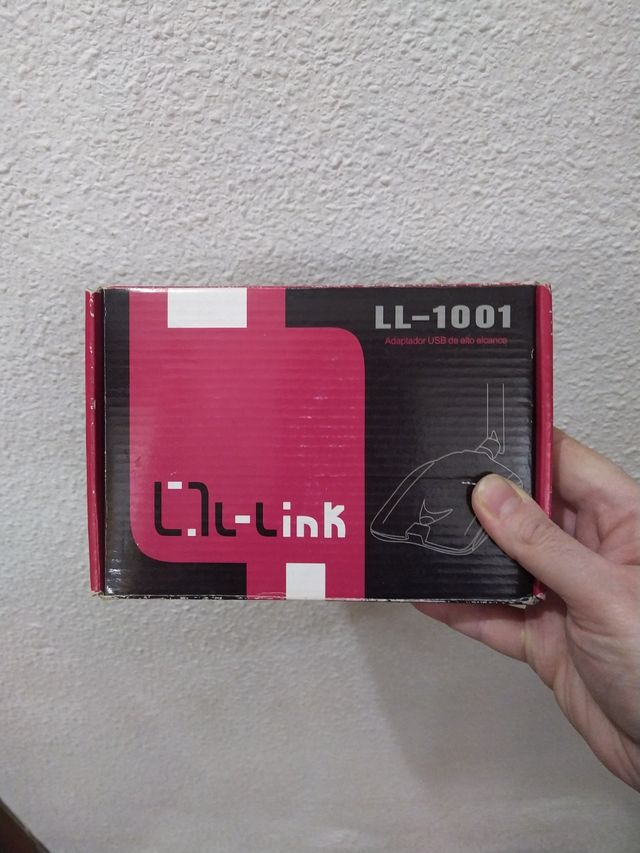 LL-1001
Adaptador USB de alto alcance
L-Link